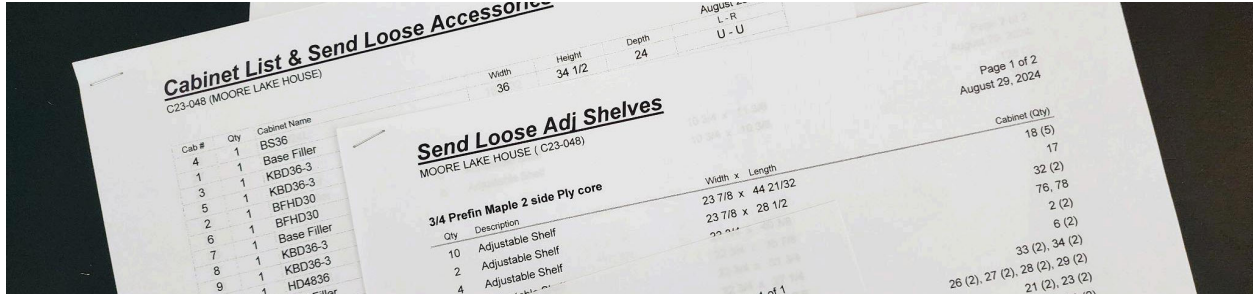 Cabinet List & Send Loose Accessories
C23-048 (MOORE LAKE HOUSE)
August
L - R
Width Height Depth
36 34 1/2 24 U - U
Cab # Qty Cabinet Name
4 1 BS36
1 1 Base Filler
3 1 KBD36-3
5 1 KBD36-3
2 1 BFHD30
6 1 BFHD30
7 1 Base Filler
8 1 KBD36-3
9 1 KBD36-3
1 HD4836
Page 1 of 2
August 29, 2024
Send Loose Adj Shelves
MOORE LAKE HOUSE ( C23-048)
3/4 Prefin Maple 2 side Ply core
Qty Description Width x Length Cabinet (Qty)
10 Adjustable Shelf 23 7/8 x 44 21/32 18 (5)
2 Adjustable Shelf 23 7/8 x 28 1/2 17
4 Adjustable Shelf 32 (2)
76, 78
2 (2)
6 (2)
33 (2), 34 (2)
26 (2), 27 (2), 28 (2), 29 (2)
21 (2), 23 (2)
of 1